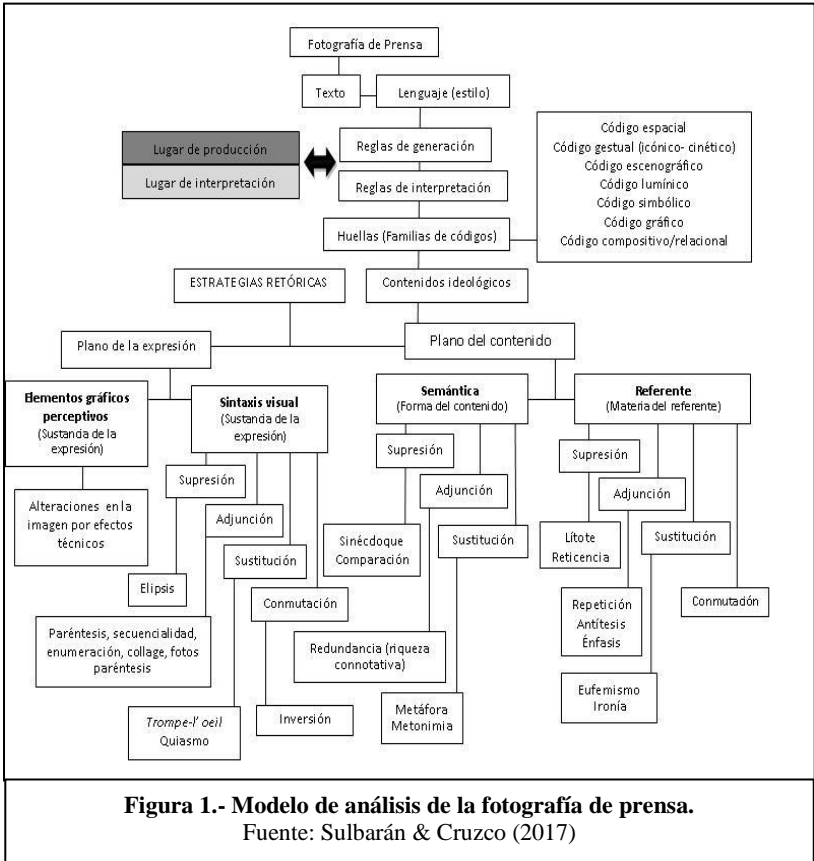 Fotografía de Prensa
Texto
Lenguaje (estilo)
Lugar de producción
Lugar de interpretación
Reglas de generación
Reglas de interpretación
Huellas (Familias de códigos)
Código espacial
Código gestual (icónico- cinético)
Código escenográfico
Código lumínico
Código simbólico
Código gráfico
Código compositivo/relacional
ESTRATEGIAS RETÓRICAS
Contenidos ideológicos
Plano de la expresión
Plano del contenido
Elementos gráficos
perceptivos
(Sustancia de la
expresión)
Alteraciones en la
imagen por efectos
técnicos
Sintaxis visual
(Sustancia de la
expresión)
Supresión
Elipsis
Adjunción
Paréntesis, secuencialidad,
enumeración, collage, fotos
paréntesis
Sustitución
Trompe-l' oeil
Quiasmo
Conmutación
Inversión
Semántica
(Forma del contenido)
Supresión
Sinécdoque
Comparación
Adjunción
Redundancia (riqueza
connotativa)
Sustitución
Metáfora
Metonimia
Referente
(Materia del referente)
Supresión
Lítote
Reticencia
Adjunción
Repetición
Antítesis
Énfasis
Sustitución
Eufemismo
Ironía
Conmutación
Figura 1.- Modelo de análisis de la fotografía de prensa.
Fuente: Sulbarán & Cruzco (2017)